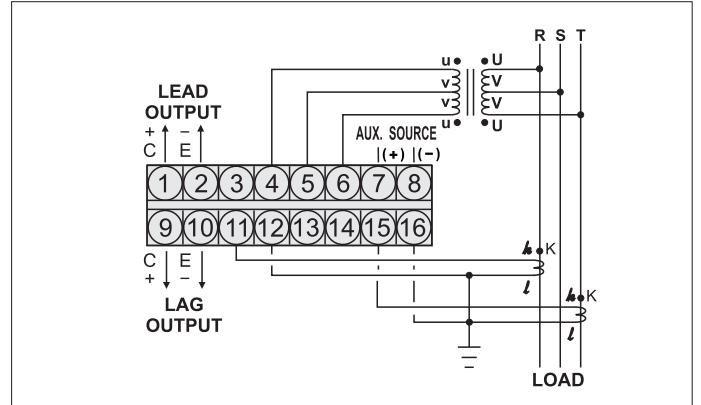 R S T
u U
LEAD
OUTPUT
v V
v V
u U
+ −
C E
AUX. SOURCE
(+) (−)
1 2 3 4 5 6 7 8
9 10 11 12 13 14 15 16
C E
+ −
LAG
OUTPUT
k K
l
k K
l
LOAD